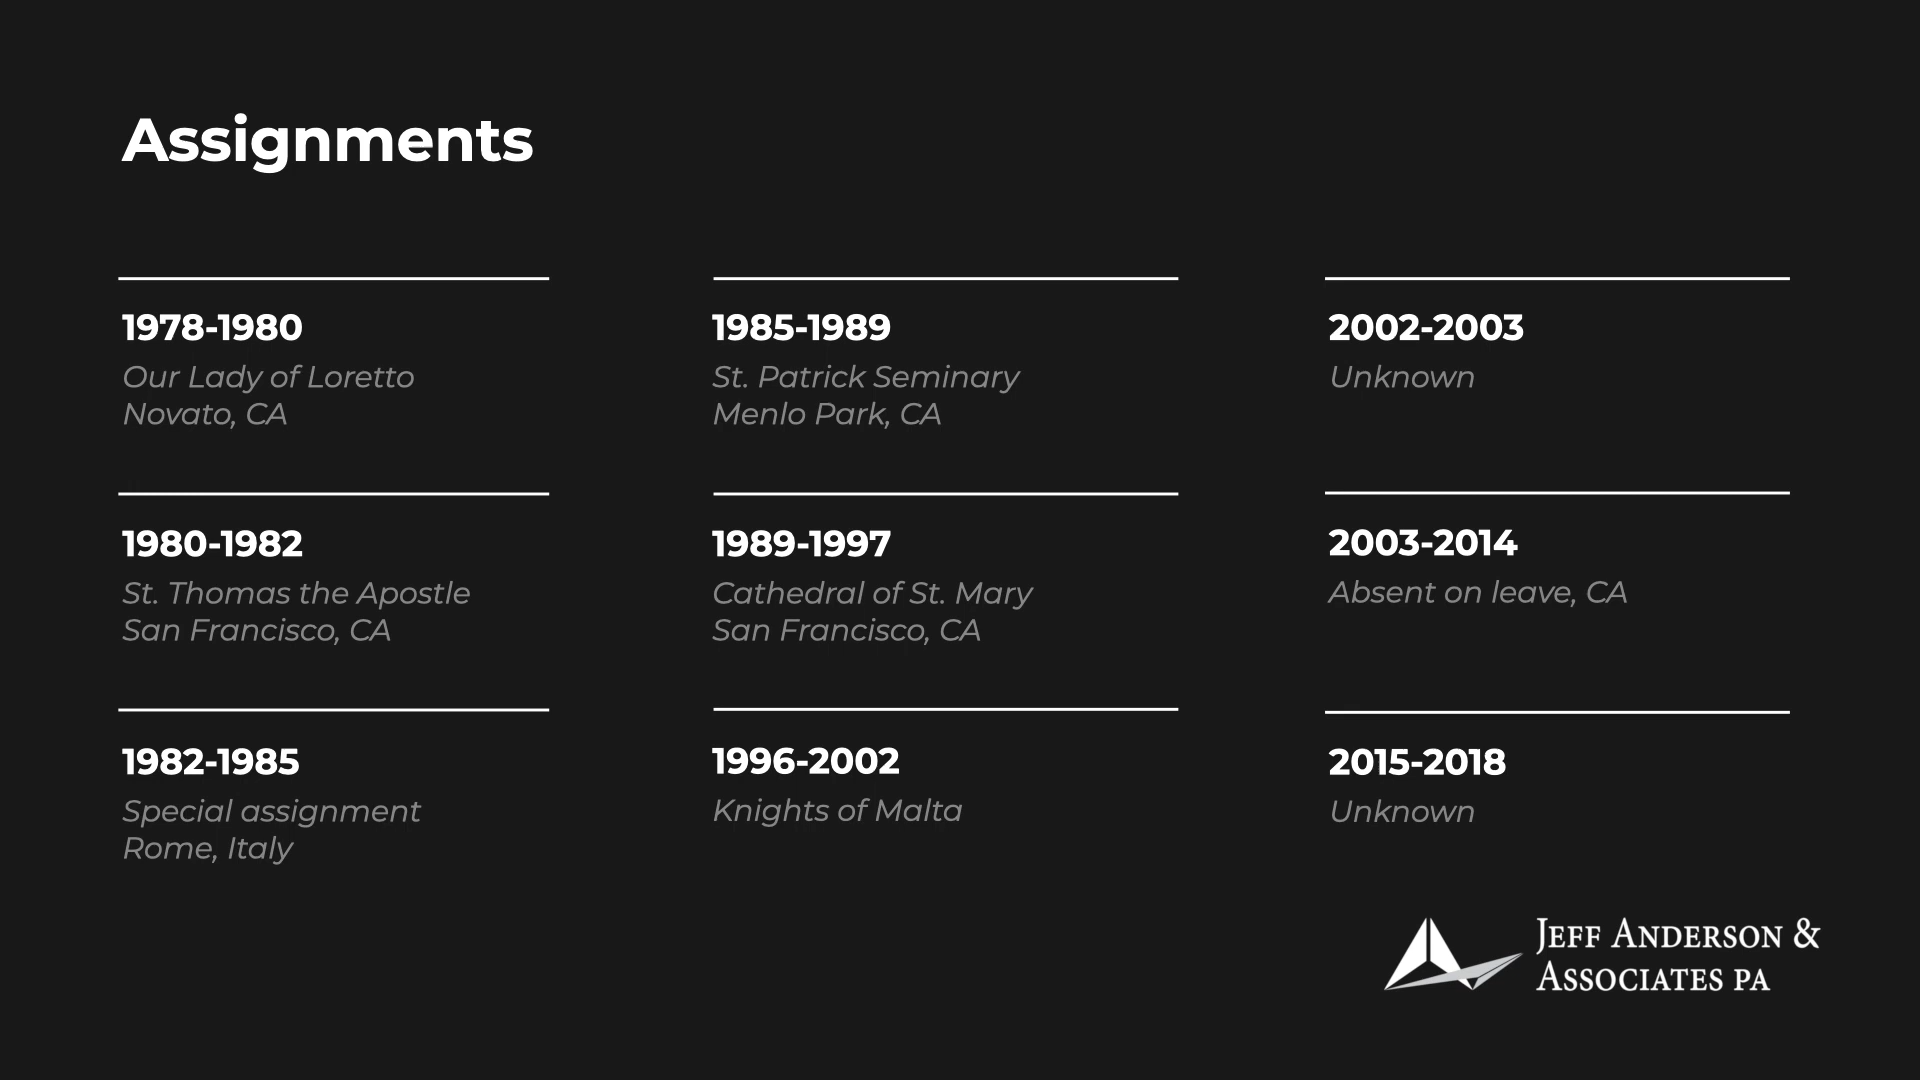 Assignments
1978-1980
Our Lady of Loretto
Novato, CA
1980-1982
St. Thomas the Apostle
San Francisco, CA
1982-1985
Special assignment
Rome, Italy
1985-1989
St. Patrick Seminary
Menlo Park, CA
1989-1997
Cathedral of St. Mary
San Francisco, CA
1996-2002
Knights of Malta
2002-2003
Unknown
2003-2014
Absent on leave, CA
2015-2018
Unknown
Jeff Anderson &
Associates PA